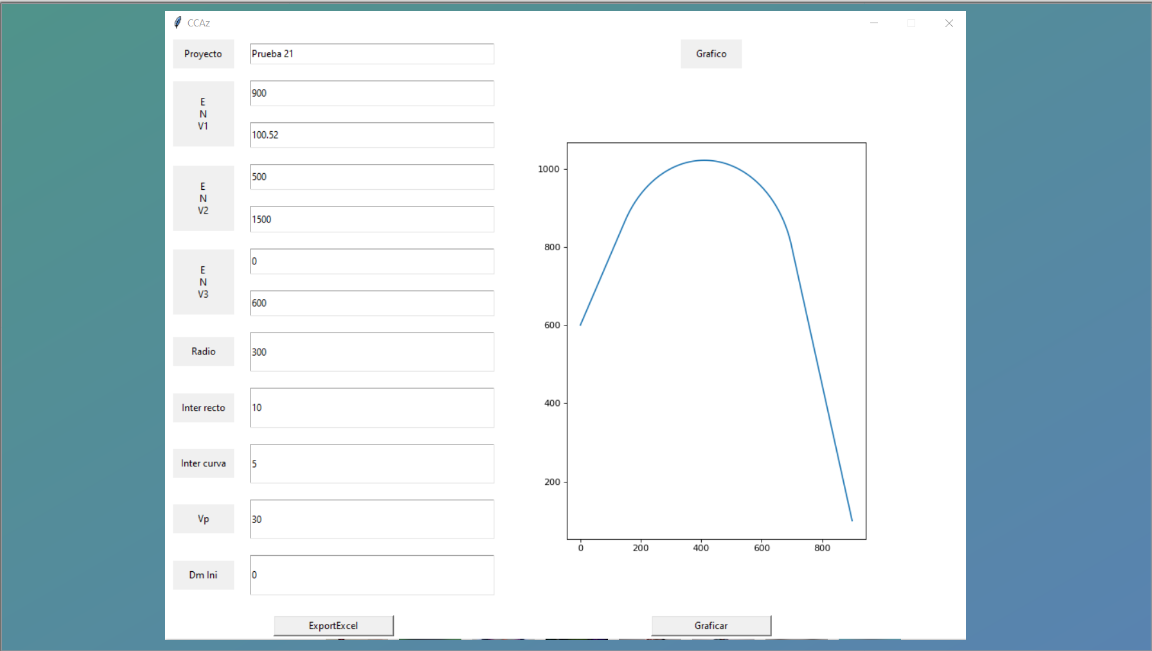 CCAz
Proyecto
Prueba 21
Grafico
E
N
V1
900
100.52
E
N
V2
500
1500
E
N
V3
0
600
Radio
300
Inter recto
10
Inter curva
5
Vp
30
Dm Ini
0
1000
800
600
400
200
0 200 400 600 800
ExportExcel
Graficar